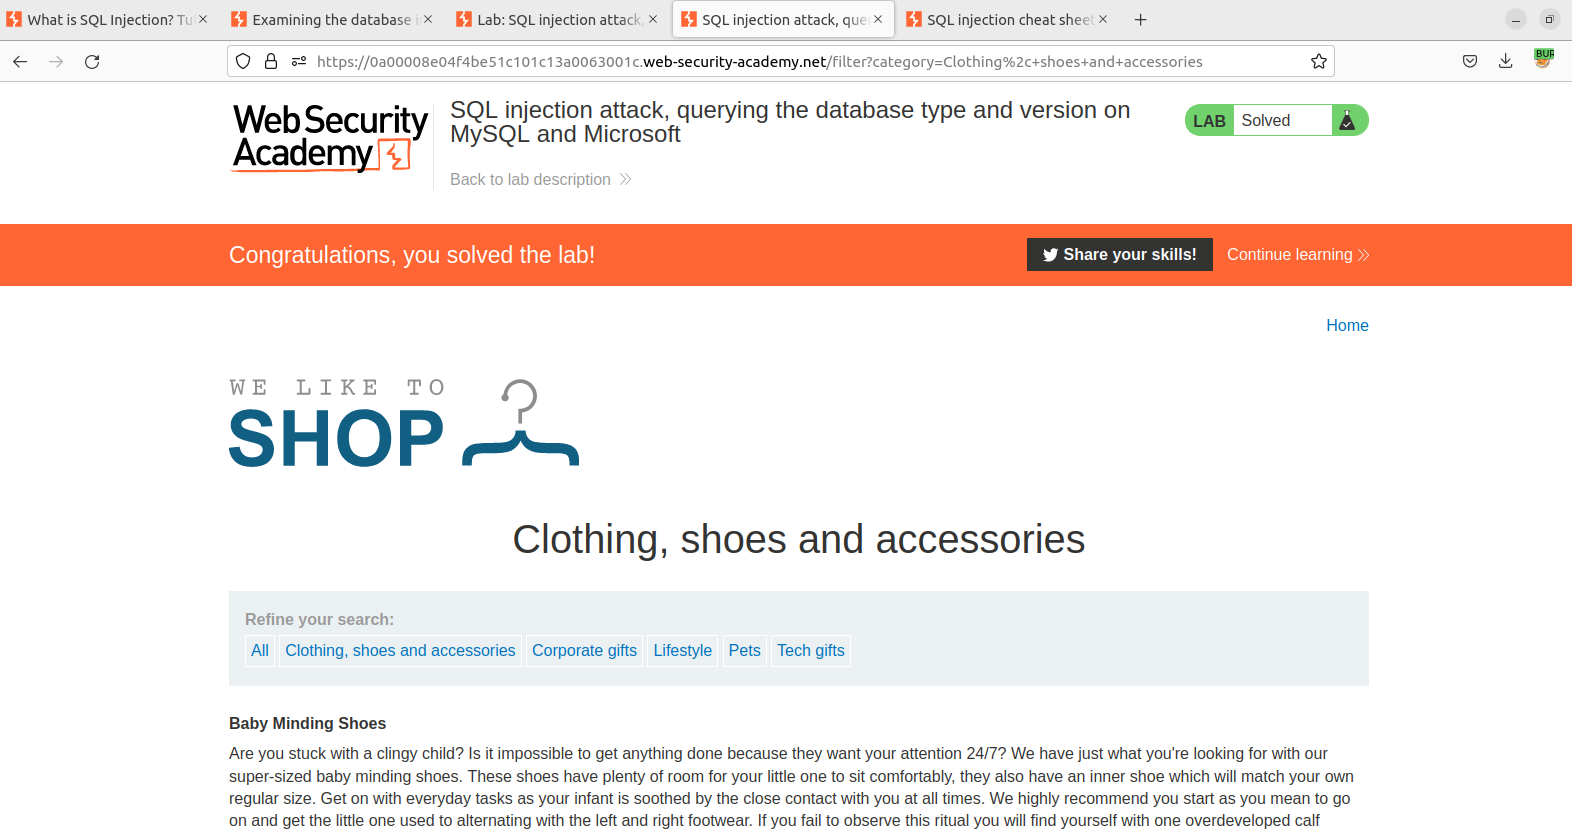 What is SQL Injection? Tu
Examining the database i
Lab: SQL injection attack,
SQL injection attack, que
SQL injection cheat sheet
https://0a00008e04f4be51c101c13a0063001c.web-security-academy.net/filter?category=Clothing%2c+shoes+and+accessories
BUR
Web Security
Academy
SQL injection attack, querying the database type and version on
MySQL and Microsoft
LAB Solved
Back to lab description
Congratulations, you solved the lab!
Share your skills!
Continue learning
Home
WE LIKE TO
SHOP
Clothing, shoes and accessories
Refine your search:
All Clothing, shoes and accessories Corporate gifts Lifestyle Pets Tech gifts
Baby Minding Shoes
Are you stuck with a clingy child? Is it impossible to get anything done because they want your attention 24/7? We have just what you're looking for with our
super-sized baby minding shoes. These shoes have plenty of room for your little one to sit comfortably, they also have an inner shoe which will match your own
regular size. Get on with everyday tasks as your infant is soothed by the close contact with you at all times. We highly recommend you start as you mean to go
on and get the little one used to alternating with the left and right footwear. If you fail to observe this ritual you will find yourself with one overdeveloped calf